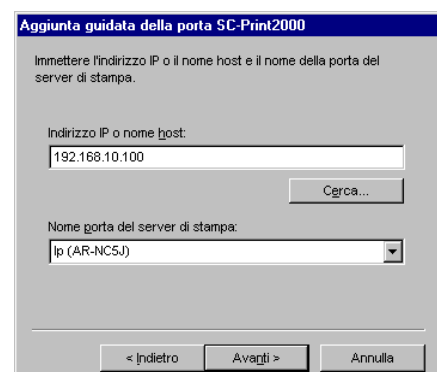 Aggiunta guidata della porta SC-Print2000
Immettere l'indirizzo IP o il nome host e il nome della porta del
server di stampa.
Indirizzo IP o nome host:
192.168.10.100
Cerca...
Nome porta del server di stampa:
lp (AR-NC5J)
< Indietro
Avanti >
Annulla